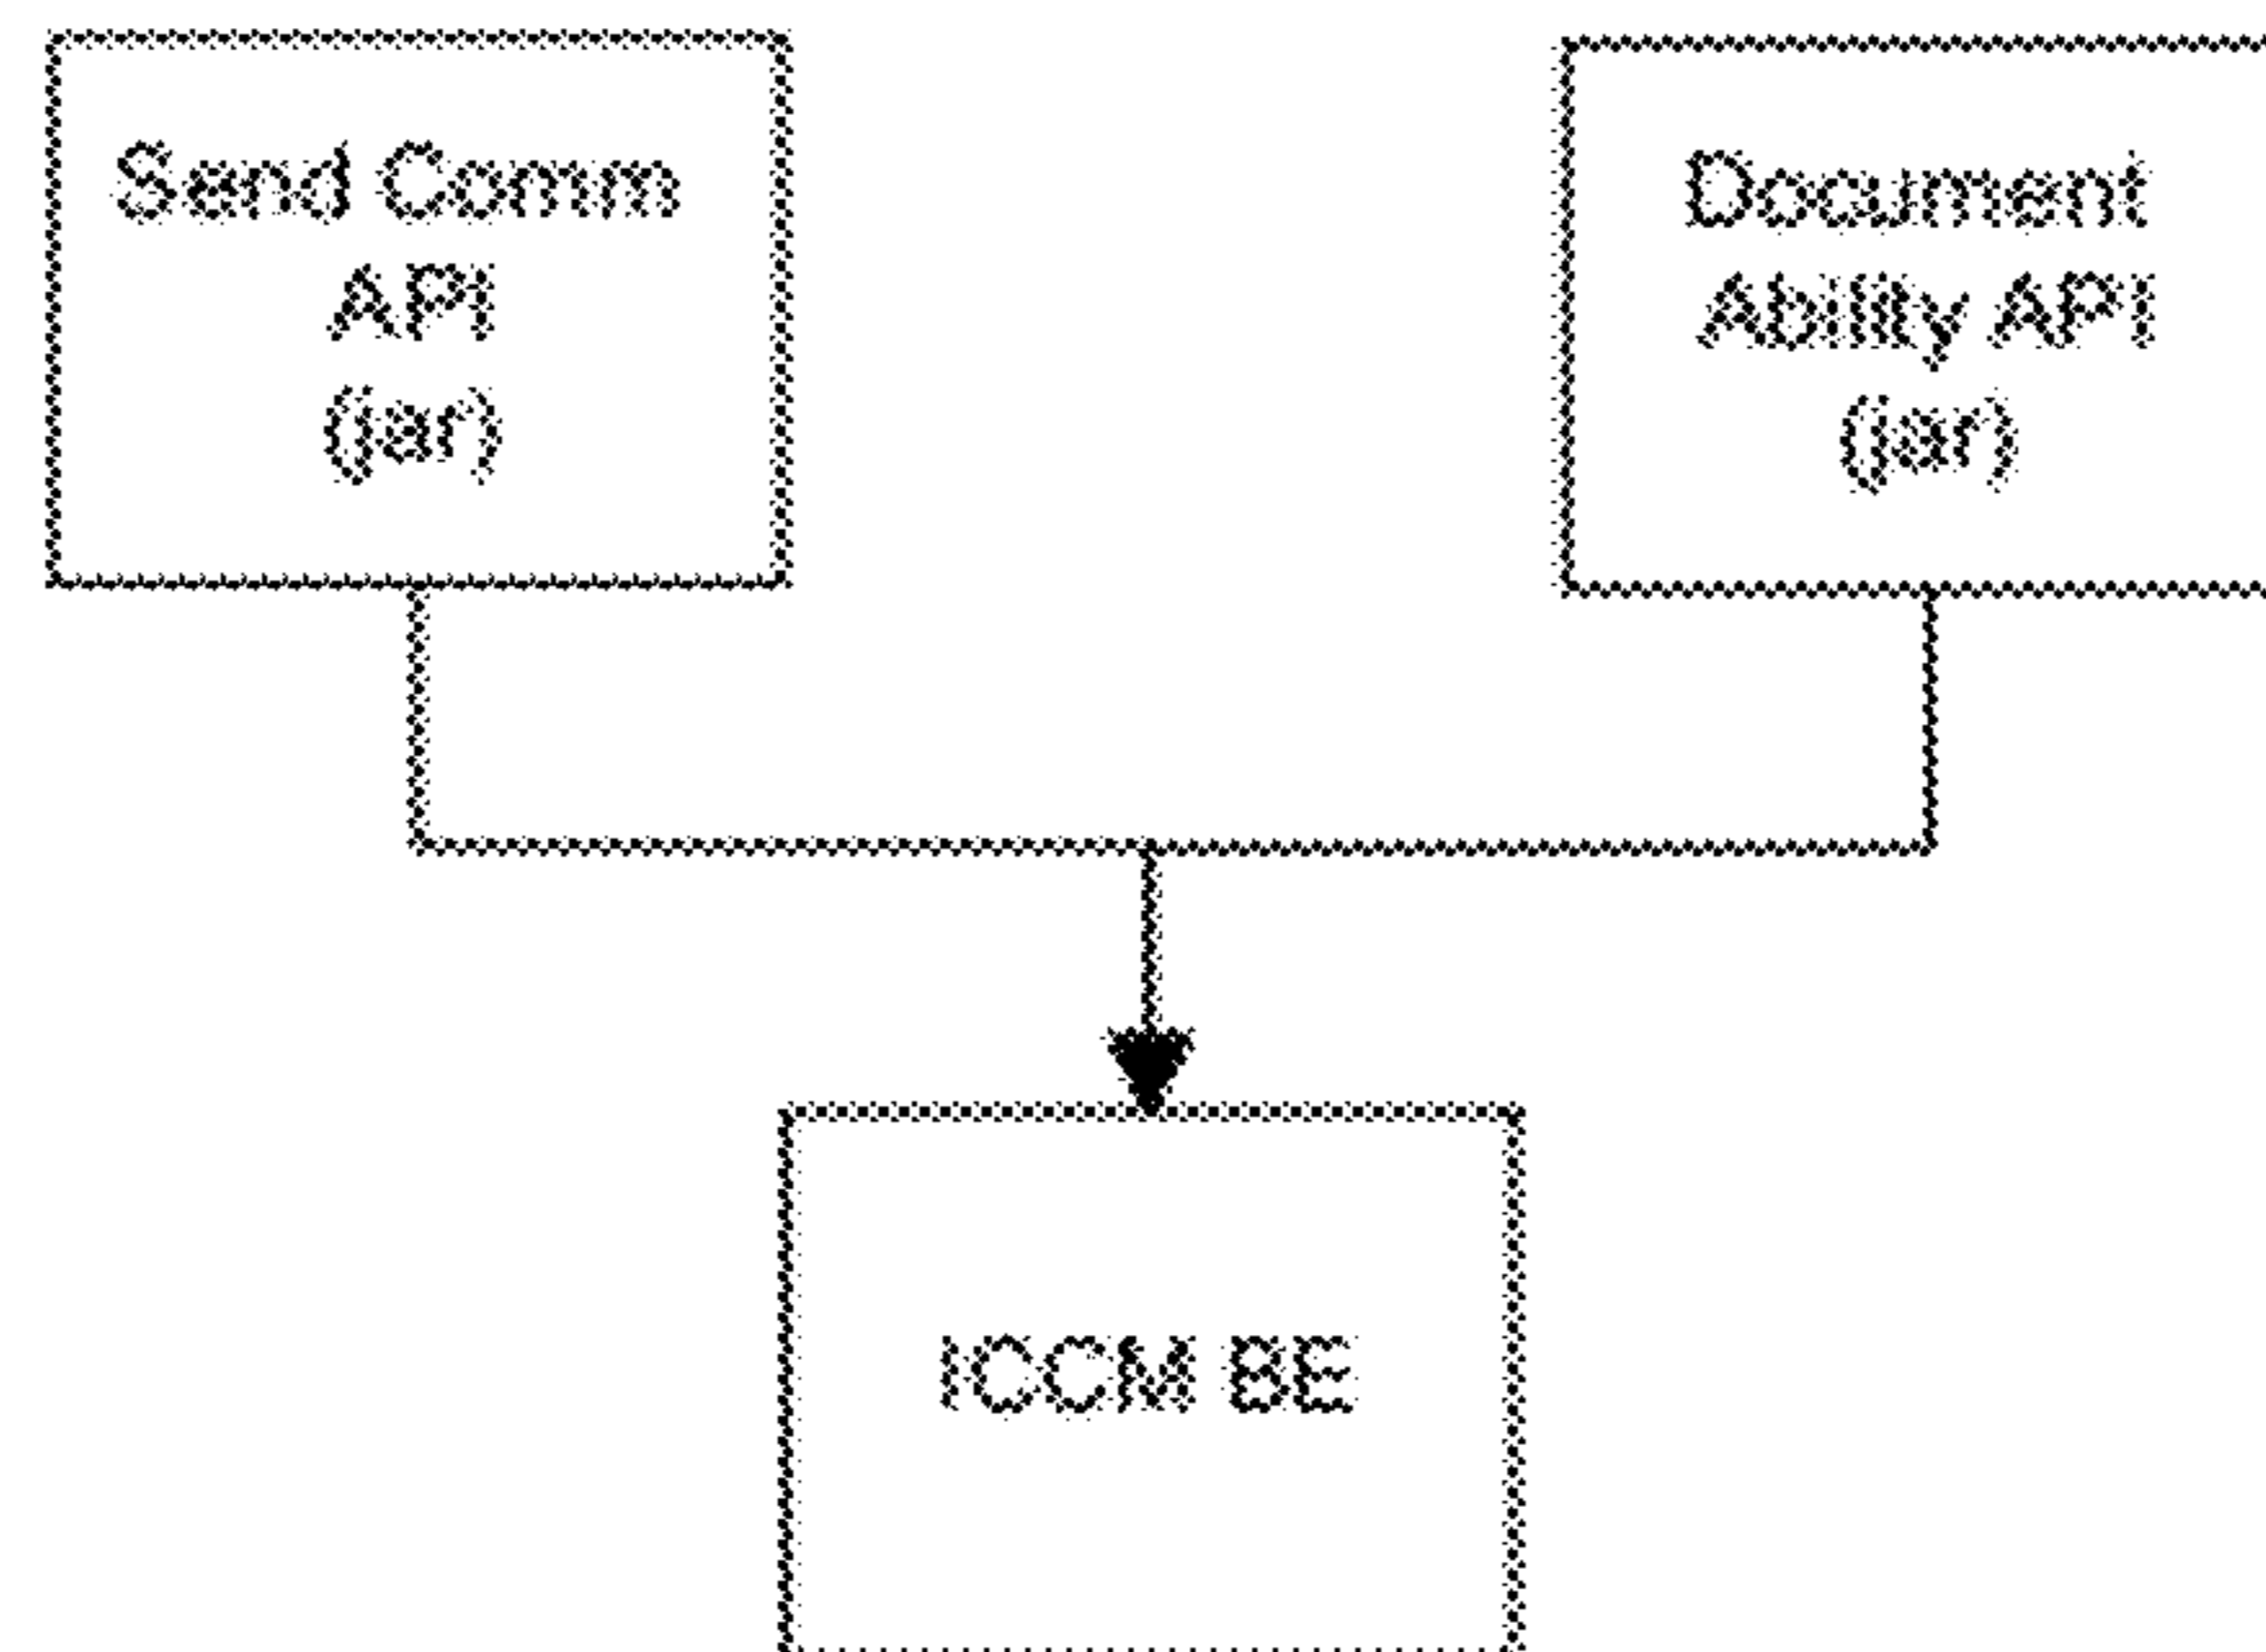 Send Comm
API
(jar)
Document
Ability API
(jar)
ICCM BE